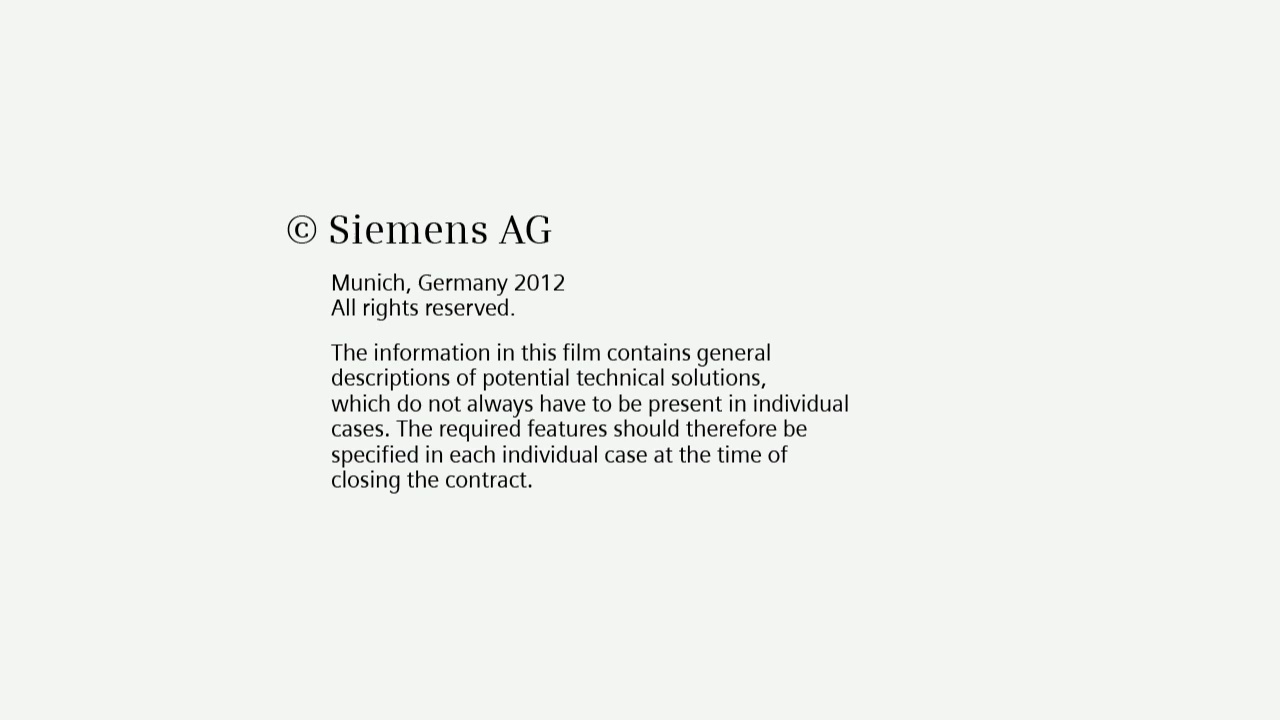 © Siemens AG
Munich, Germany 2012
All rights reserved.
The information in this film contains general
descriptions of potential technical solutions,
which do not always have to be present in individual
cases. The required features should therefore be
specified in each individual case at the time of
closing the contract.